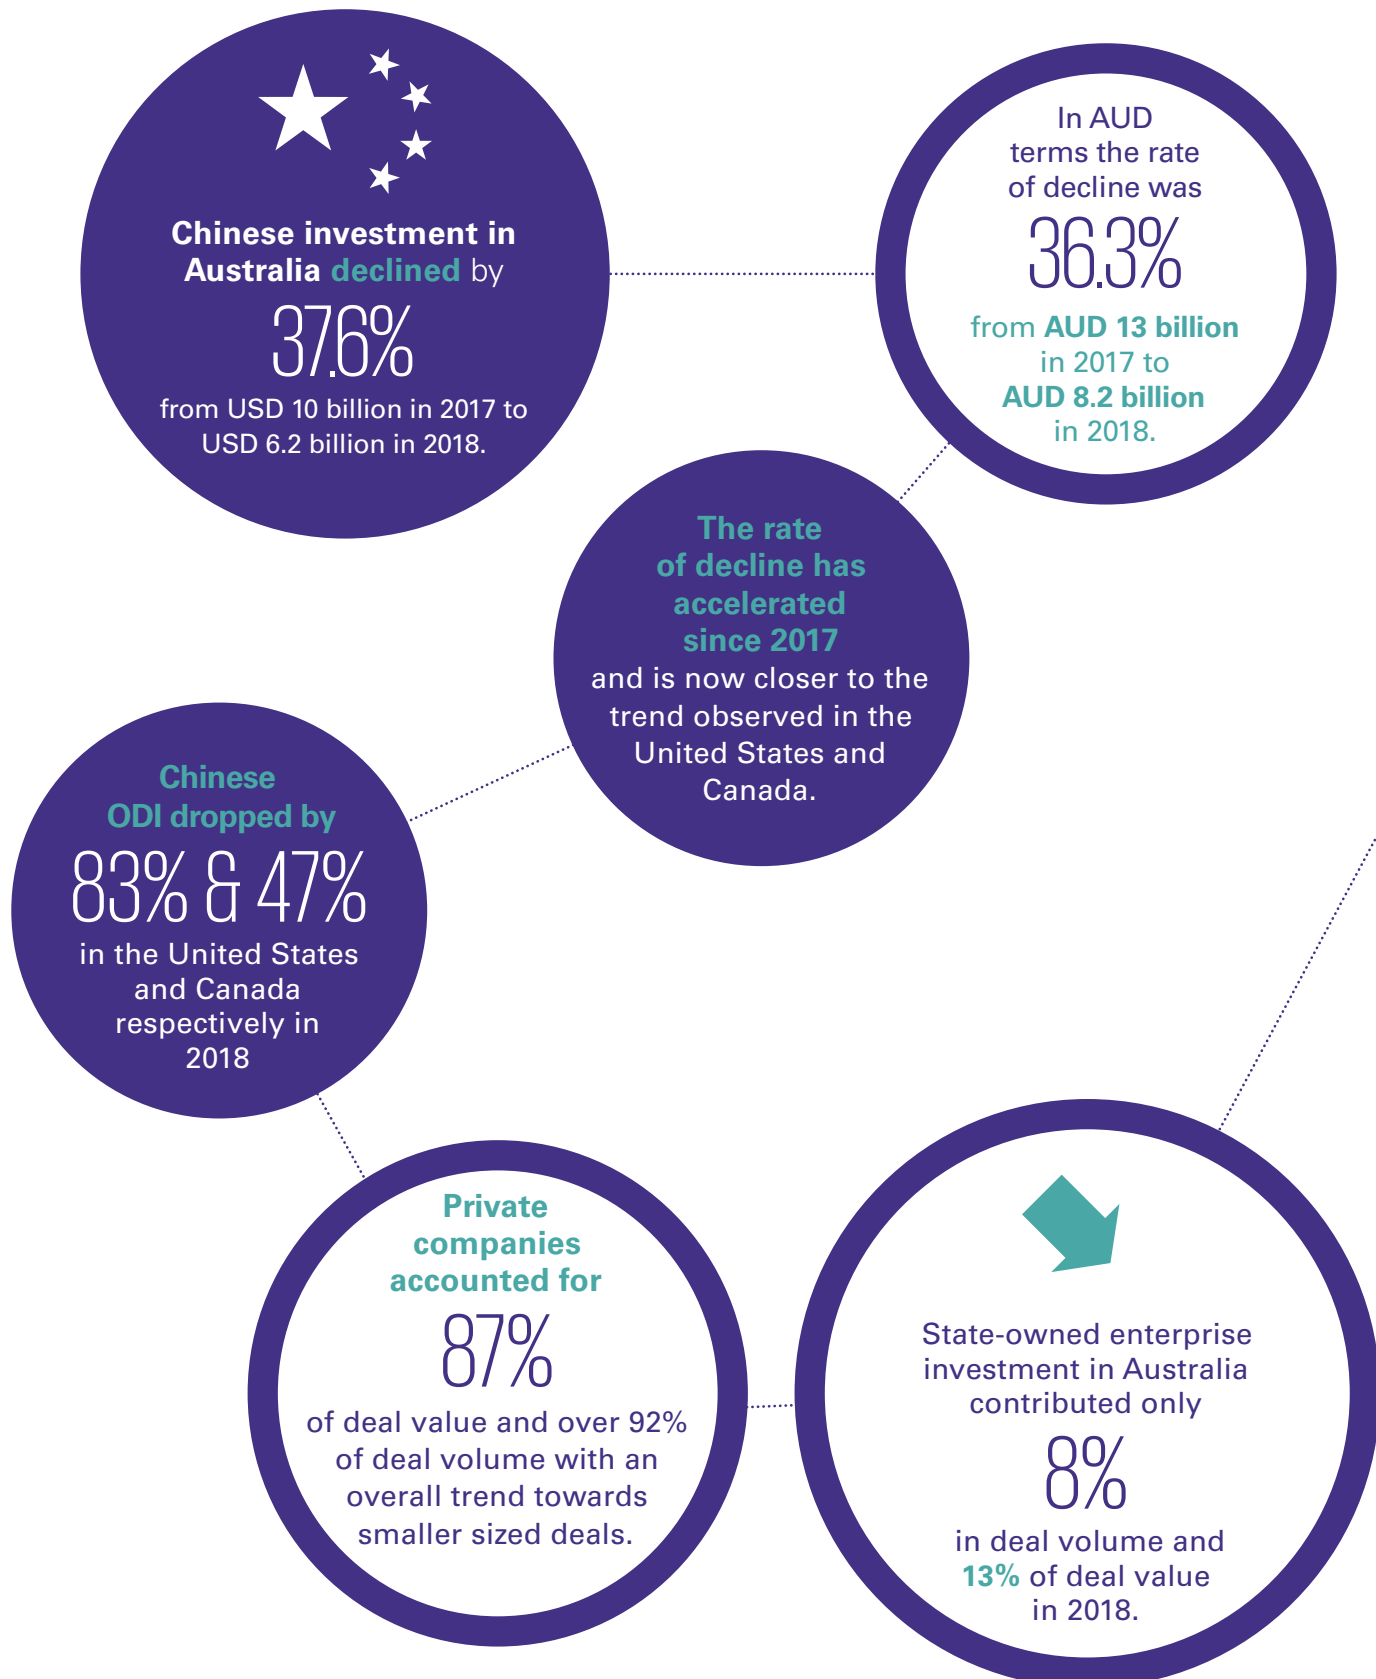 Chinese investment in
Australia declined by
37.6%
from USD 10 billion in 2017 to
USD 6.2 billion in 2018.
In AUD
terms the rate
of decline was
36.3%
from AUD 13 billion
in 2017 to
AUD 8.2 billion
in 2018.
The rate
of decline has
accelerated
since 2017
and is now closer to the
trend observed in the
United States and
Canada.
Chinese
ODI dropped by
83% & 47%
in the United States
and Canada
respectively in
2018
Private
companies
accounted for
87%
of deal value and over 92%
of deal volume with an
overall trend towards
smaller sized deals.
State-owned enterprise
investment in Australia
contributed only
8%
in deal volume and
13% of deal value
in 2018.